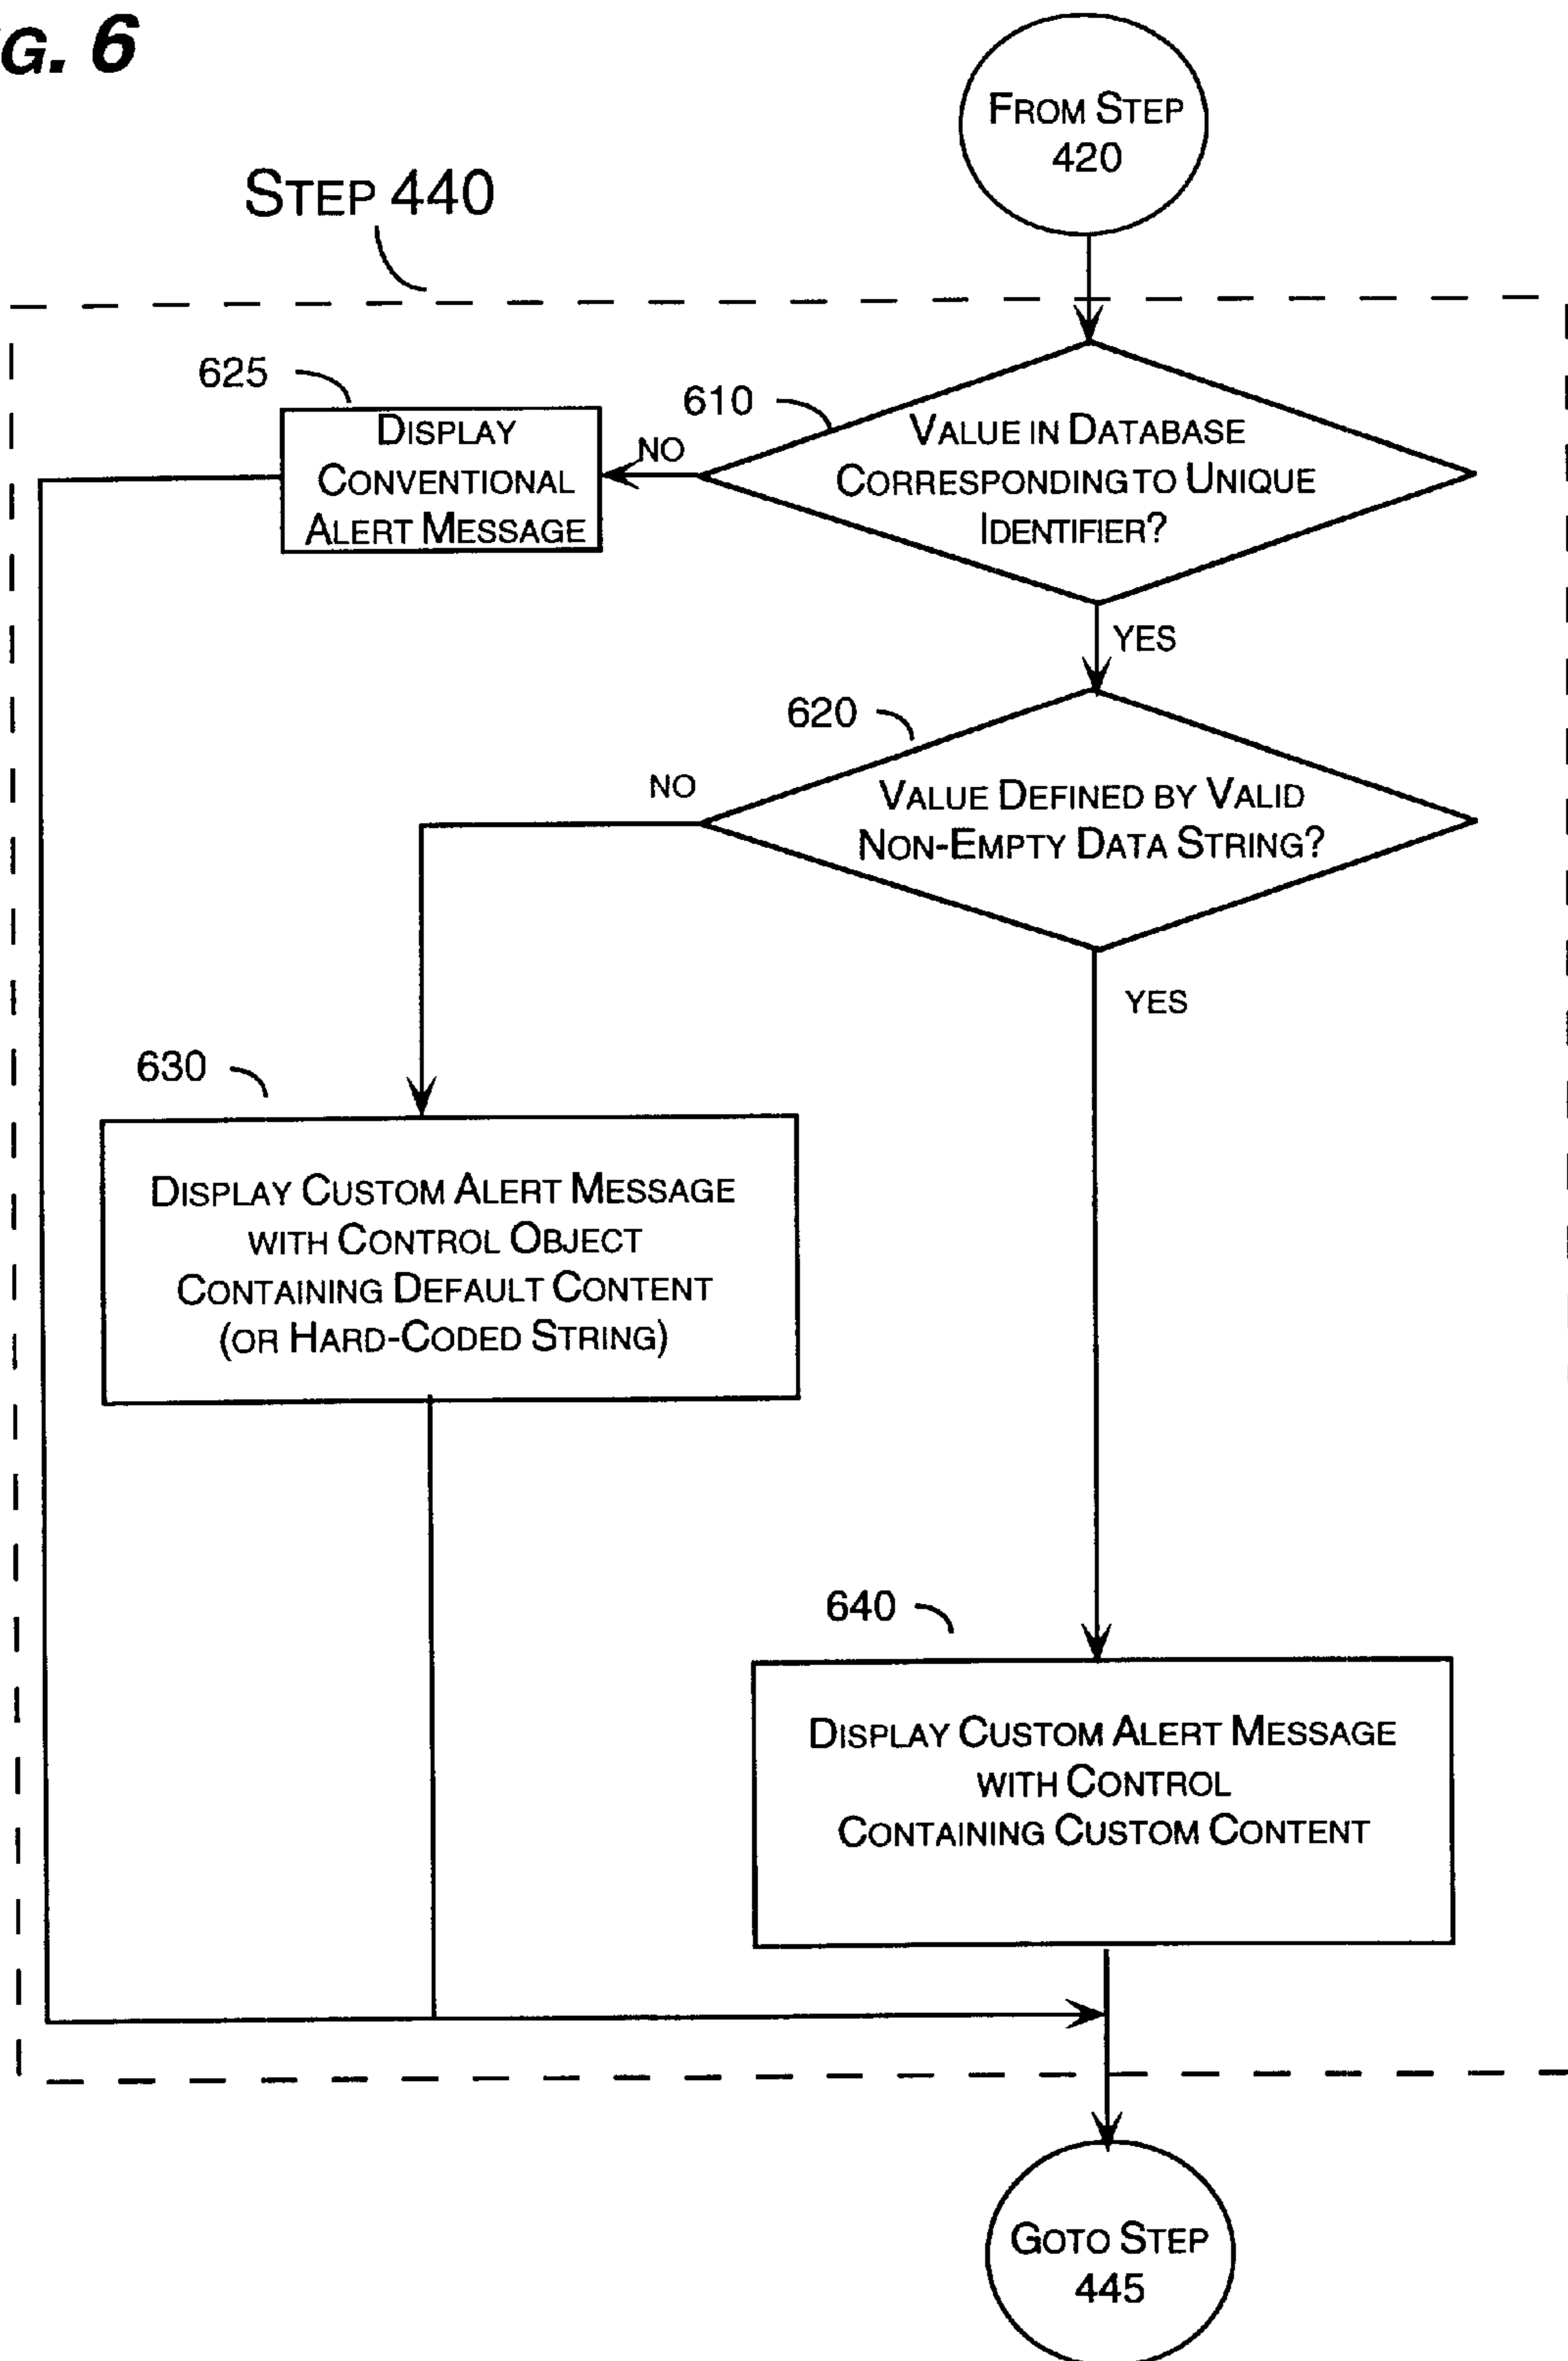 G. 6
FROM STEP
420
STEP 440
625
610
DISPLAY
CONVENTIONAL
ALERT MESSAGE
NO
VALUE IN DATABASE
CORRESPONDING TO UNIQUE
IDENTIFIER?
YES
620
NO
VALUE DEFINED BY VALID
NON-EMPTY DATA STRING?
YES
630
DISPLAY CUSTOM ALERT MESSAGE
WITH CONTROL OBJECT
CONTAINING DEFAULT CONTENT
(OR HARD-CODED STRING)
640
DISPLAY CUSTOM ALERT MESSAGE
WITH CONTROL
CONTAINING CUSTOM CONTENT
GOTO STEP
445